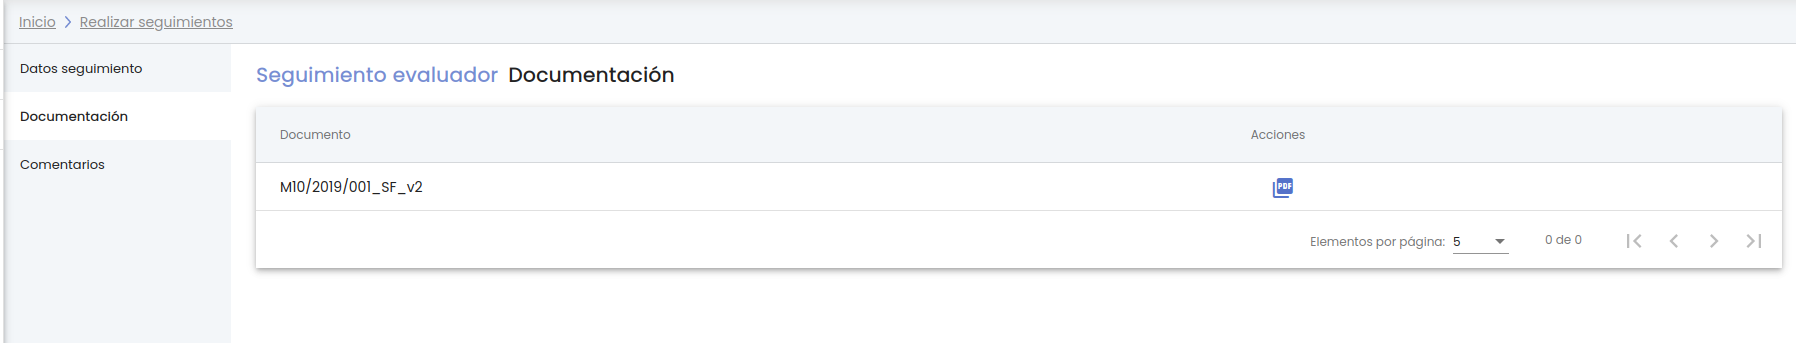 Inicio > Realizar seguimientos
Datos seguimiento
Documentación
Comentarios
Seguimiento evaluador Documentación
Documento Acciones
M10/2019/001_SF_v2 PDF
Elementos por página: 5 0 de 0